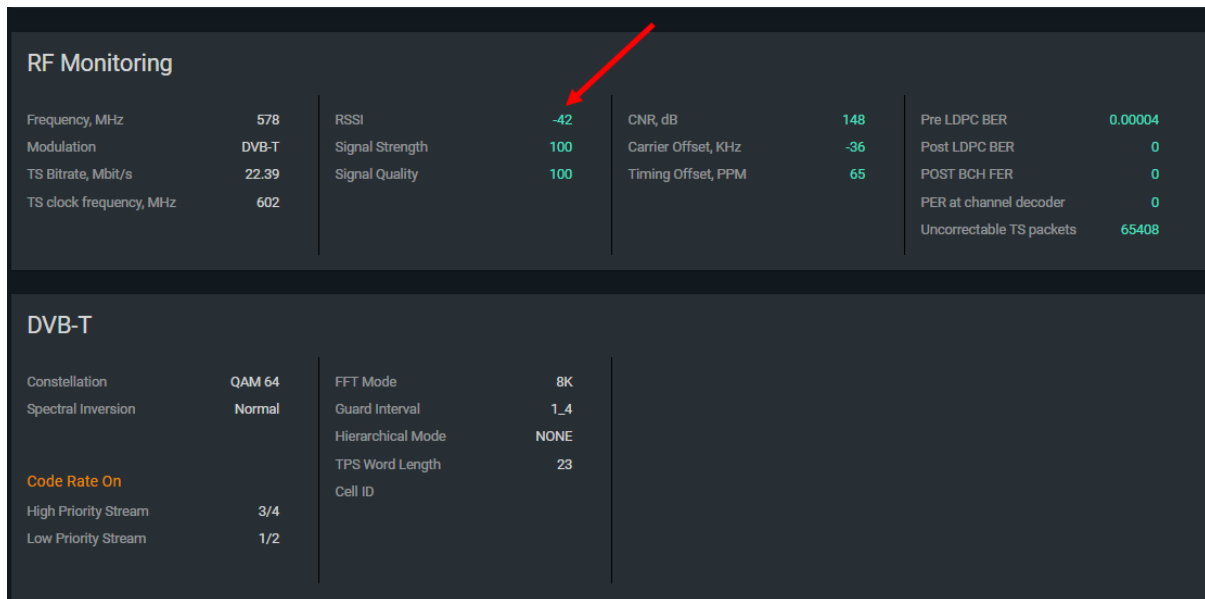 RF Monitoring
Frequency, MHz 578
Modulation DVB-T
TS Bitrate, Mbit/s 22.39
TS clock frequency, MHz 602
RSSI -42
Signal Strength 100
Signal Quality 100
CNR, dB 148
Carrier Offset, KHz -36
Timing Offset, PPM 65
Pre LDPC BER 0.00004
Post LDPC BER 0
POST BCH FER 0
PER at channel decoder 0
Uncorrectable TS packets 65408
DVB-T
Constellation QAM 64
Spectral Inversion Normal
Code Rate On
High Priority Stream 3/4
Low Priority Stream 1/2
FFT Mode 8K
Guard Interval 1_4
Hierarchical Mode NONE
TPS Word Length 23
Cell ID